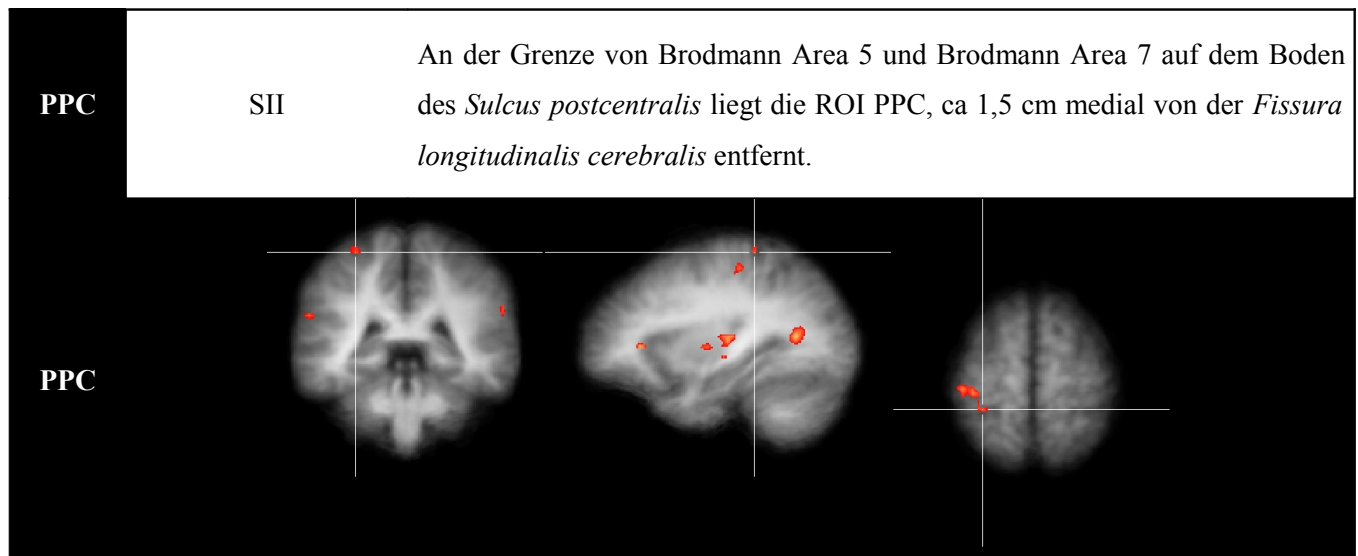 PPC
SII
An der Grenze von Brodmann Area 5 und Brodmann Area 7 auf dem Boden
des Sulcus postcentralis liegt die ROI PPC, ca 1,5 cm medial von der Fissura
longitudinalis cerebralis entfernt.
PPC